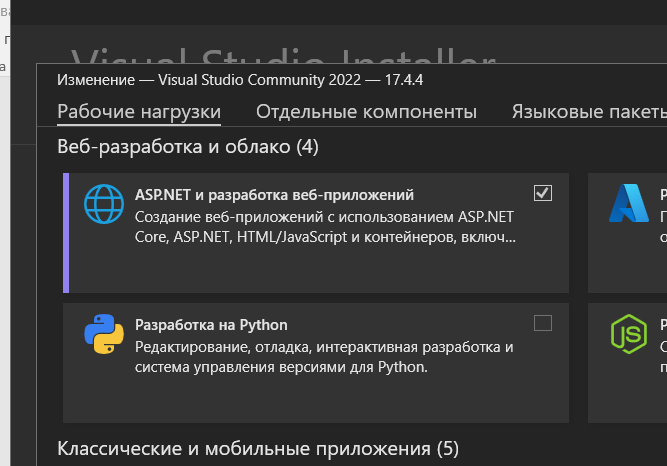 Visual Studio Installer
Изменение — Visual Studio Community 2022 — 17.4.4
Рабочие нагрузки Отдельные компоненты Языковые пакеты
Веб-разработка и облако (4)
ASP.NET и разработка веб-приложений
Создание веб-приложений с использованием ASP.NET
Core, ASP.NET, HTML/JavaScript и контейнеров, включ...
Разработка на Python
Редактирование, отладка, интерактивная разработка и
система управления версиями для Python.
Классические и мобильные приложения (5)